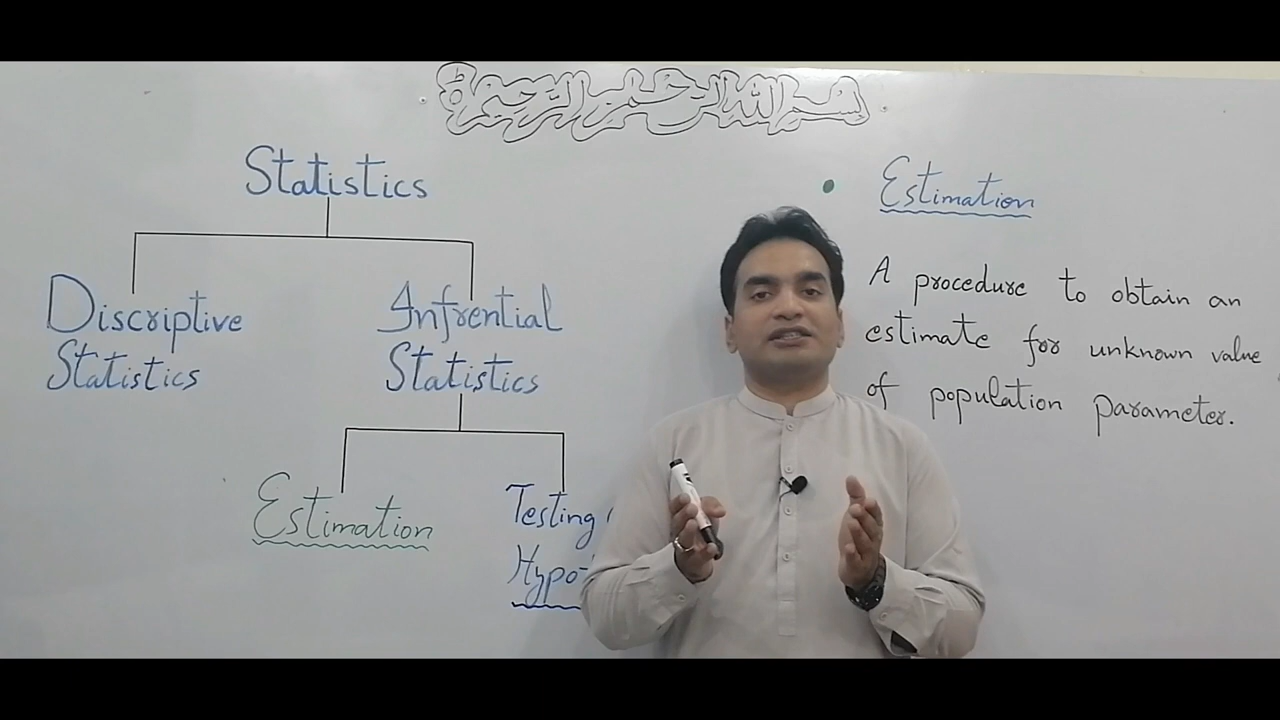 بسم الله الرحمن الرحيم
Statistics
Discriptive
Statistics
Infrential
Statistics
Estimation
Testing
Hypo-
Estimation
A procedure to obtain an
estimate for unknown value
of population parameter.